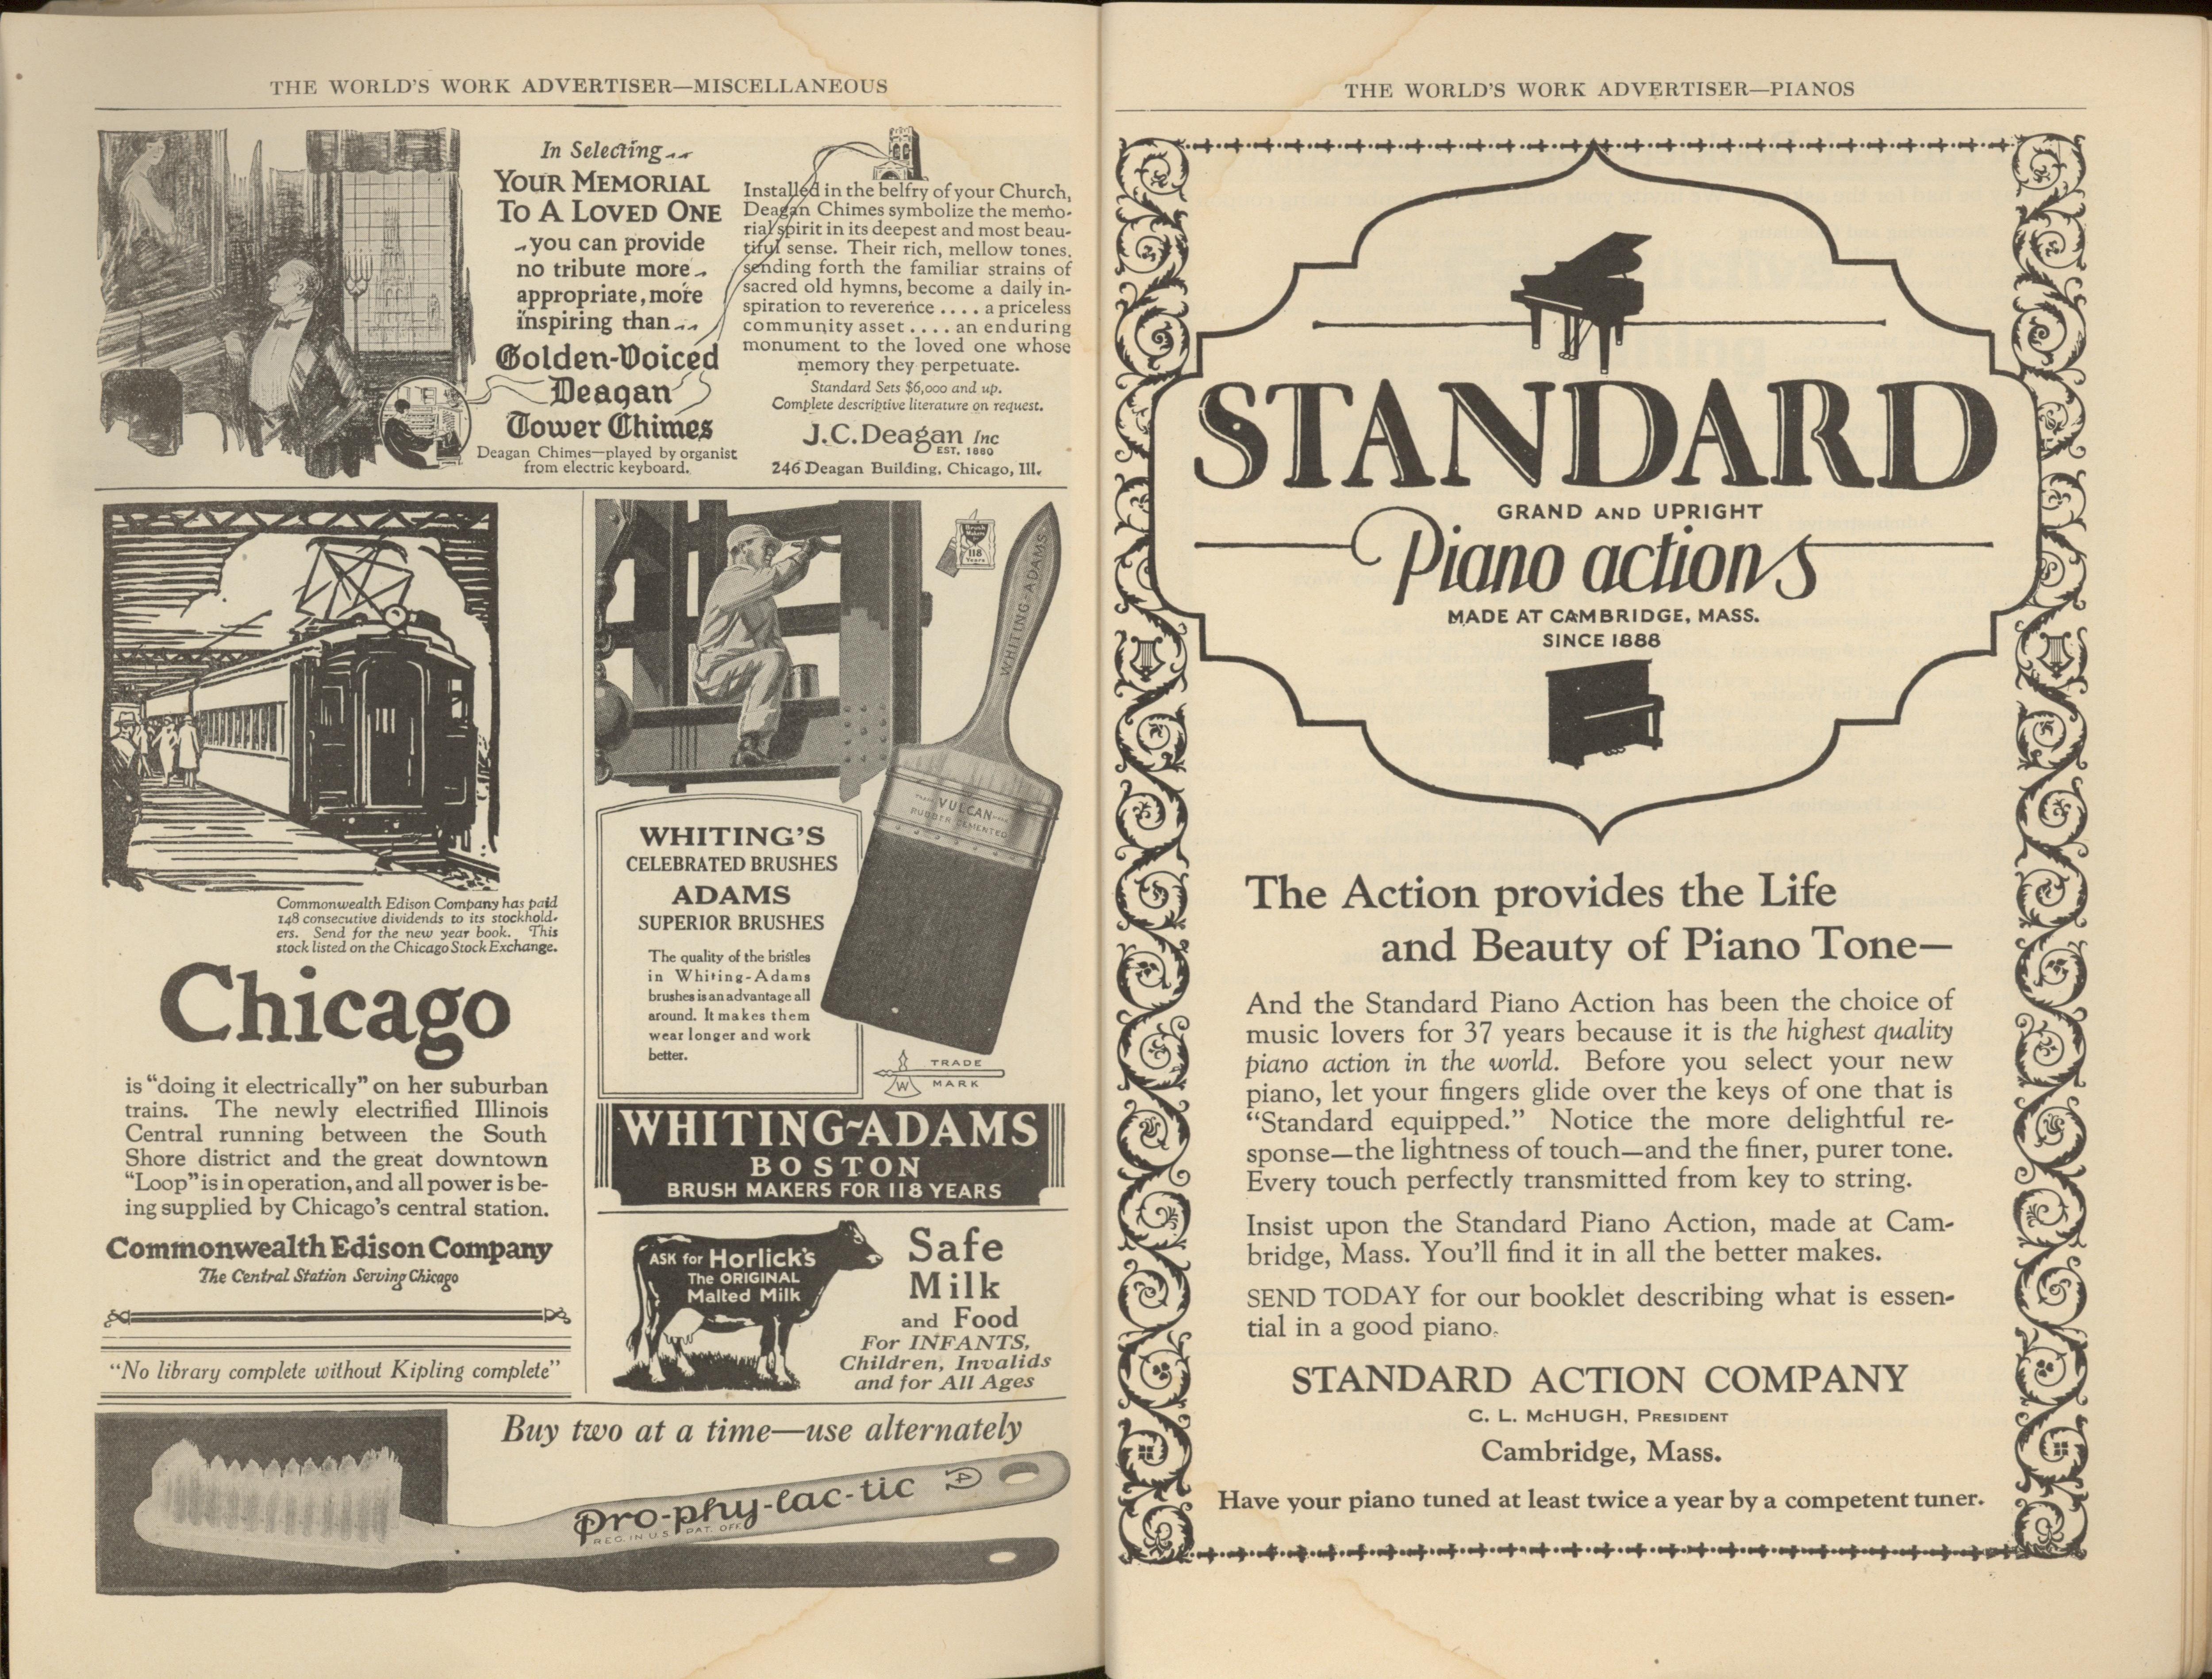 THE WORLD'S WORK ADVERTISER—MISCELLANEOUS
In Selecting
YOUR MEMORIAL
TO A LOVED ONE
you can provide
no tribute more
appropriate, more
inspiring than
Golden-Voiced
Deagan
Tower Chimes
Deagan Chimes—played by organist
from electric keyboard.
Installed in the belfry of your Church,
Deagan Chimes symbolize the memo-
rial spirit in its deepest and most beau-
tiful sense. Their rich, mellow tones,
sending forth the familiar strains of
sacred old hymns, become a daily in-
spiration to reverence . . . . a priceless
community asset . . . . an enduring
monument to the loved one whose
memory they perpetuate.
Standard Sets $6,000 and up.
Complete descriptive literature on request.
J.C. Deagan Inc
EST. 1880
246 Deagan Building, Chicago, Ill.
Commonwealth Edison Company has paid
148 consecutive dividends to its stockhold-
ers. Send for the new year book. This
stock listed on the Chicago Stock Exchange.
Chicago
is "doing it electrically" on her suburban
trains. The newly electrified Illinois
Central running between the South
Shore district and the great downtown
"Loop" is in operation, and all power is be-
ing supplied by Chicago's central station.
Commonwealth Edison Company
The Central Station Serving Chicago
"No library complete without Kipling complete"
Brush
Makers
118
Years
WHITING-ADAMS
VULCAN
RUBBER CEMENTED
WHITING'S
CELEBRATED BRUSHES
ADAMS
SUPERIOR BRUSHES
The quality of the bristles
in Whiting-Adams
brushes is an advantage all
around. It makes them
wear longer and work
better.
TRADE
MARK
W
WHITING-ADAMS
BOSTON
BRUSH MAKERS FOR 118 YEARS
ASK for Horlick's
The ORIGINAL
Malted Milk
Safe
Milk
and Food
For INFANTS,
Children, Invalids
and for All Ages
Buy two at a time—use alternately
Pro-phy-lac-tic
REG. IN U.S. PAT. OFF.
THE WORLD'S WORK ADVERTISER—PIANOS
STANDARD
GRAND AND UPRIGHT
Piano actions
MADE AT CAMBRIDGE, MASS.
SINCE 1888
The Action provides the Life
and Beauty of Piano Tone—
And the Standard Piano Action has been the choice of
music lovers for 37 years because it is the highest quality
piano action in the world. Before you select your new
piano, let your fingers glide over the keys of one that is
"Standard equipped." Notice the more delightful re-
sponse—the lightness of touch—and the finer, purer tone.
Every touch perfectly transmitted from key to string.
Insist upon the Standard Piano Action, made at Cam-
bridge, Mass. You'll find it in all the better makes.
SEND TODAY for our booklet describing what is essen-
tial in a good piano.
STANDARD ACTION COMPANY
C. L. McHUGH, PRESIDENT
Cambridge, Mass.
Have your piano tuned at least twice a year by a competent tuner.